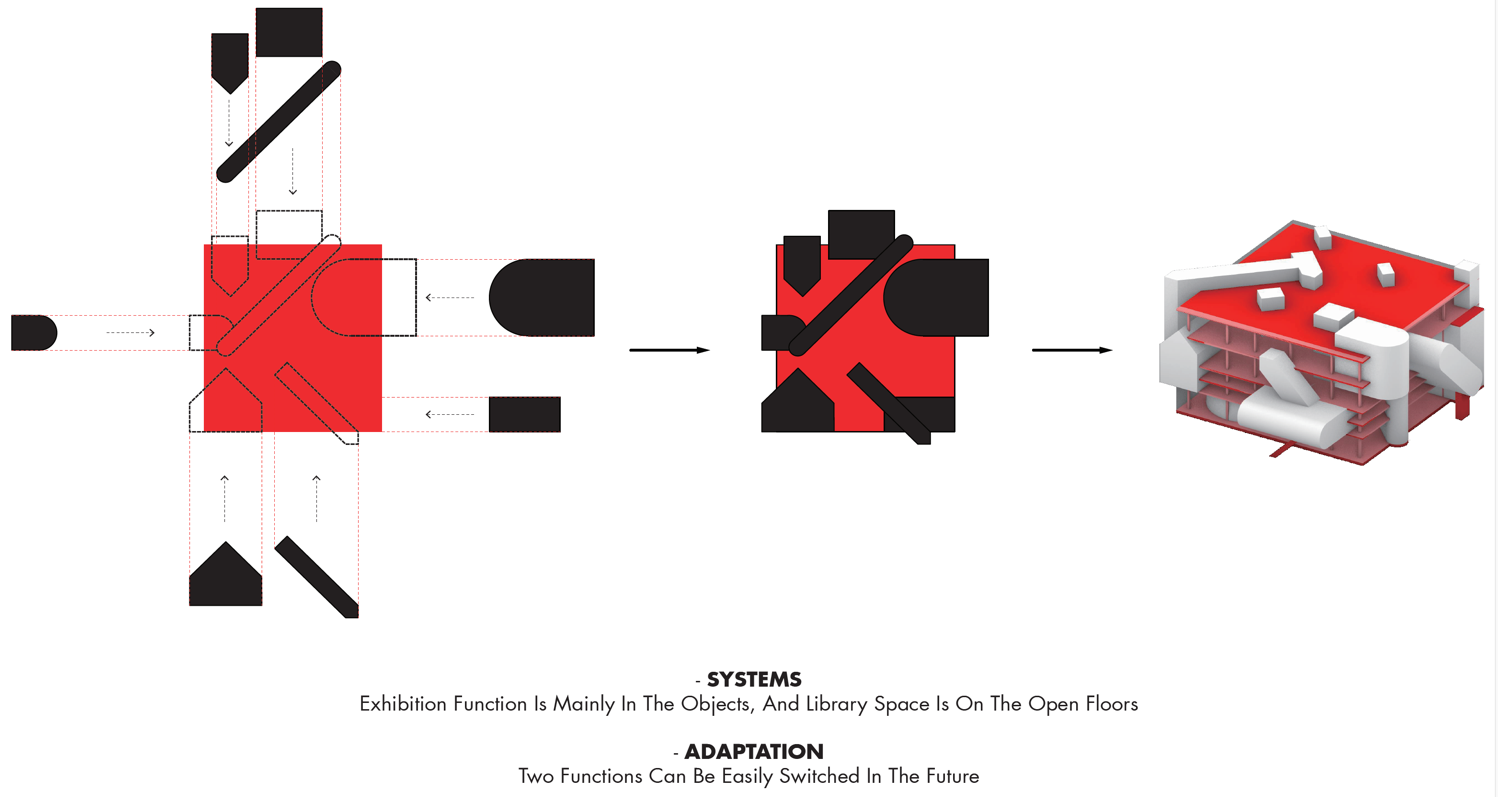 - SYSTEMS
Exhibition Function Is Mainly In The Objects, And Library Space Is On The Open Floors
- ADAPTATION
Two Functions Can Be Easily Switched In The Future